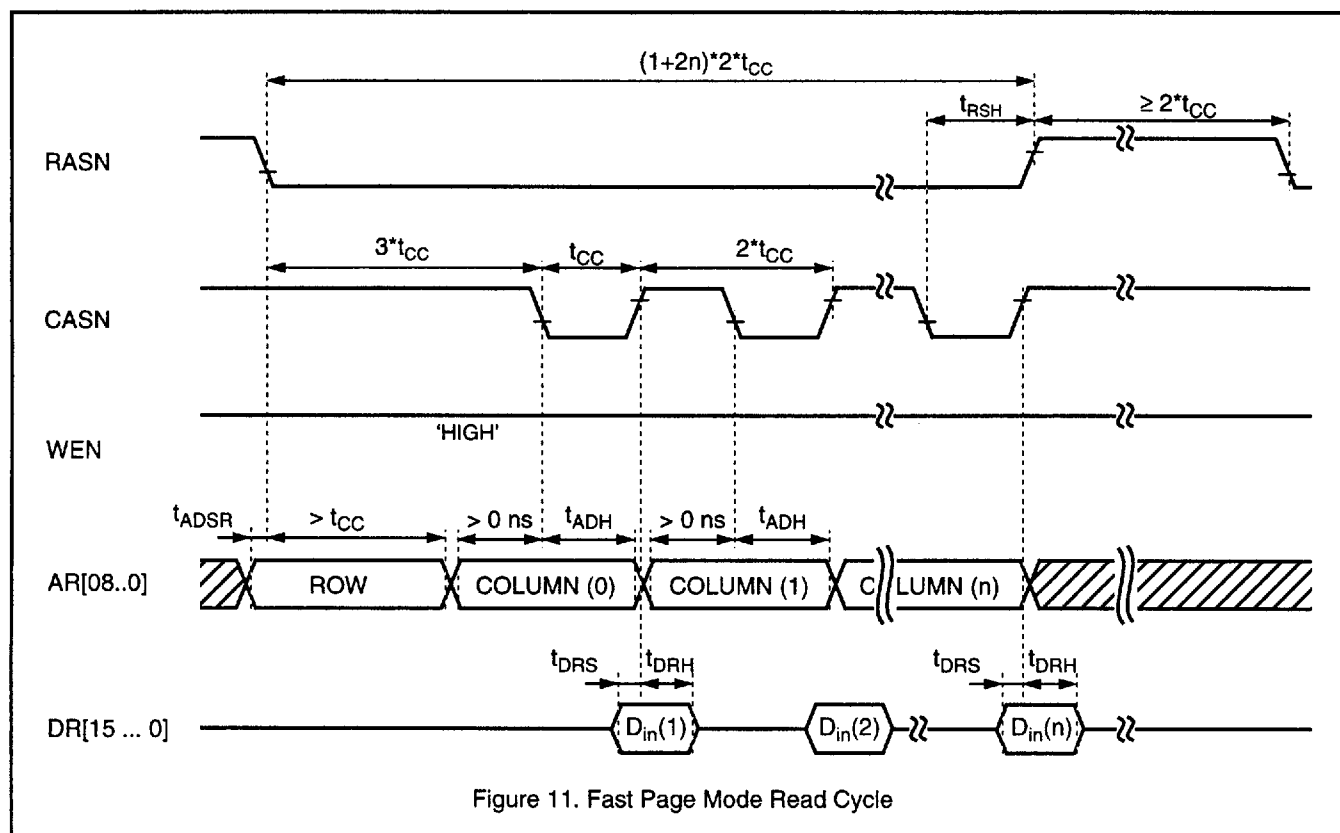 (1+2n)*2*tCC
tRSH
≥ 2*tCC
RASN
3*tCC
tCC
2*tCC
CASN
'HIGH'
WEN
tADSR
> tCC
> 0 ns
tADH
> 0 ns
tADH
AR[08..0]
ROW
COLUMN (0)
COLUMN (1)
COLUMN (n)
tDRS
tDRH
tDRS
tDRH
DR[15 ... 0]
Din(1)
Din(2)
Din(n)
Figure 11. Fast Page Mode Read Cycle